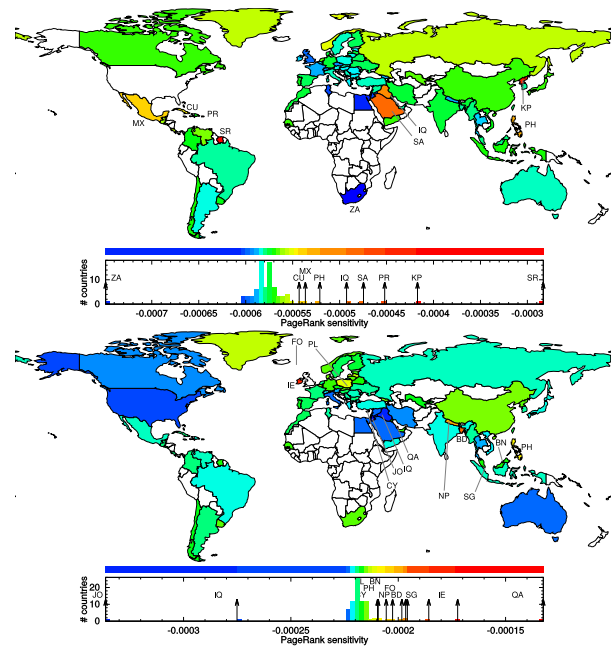 CU
PR
MX
SR
KP
PH
IQ
SA
ZA
# countries
0
10
ZA
CU
MX
PH
IQ
SA
PR
KP
SR
-0.0007
-0.00065
-0.0006
-0.00055
-0.0005
-0.00045
-0.0004
-0.00035
-0.0003
PageRank sensitivity
FO
PL
IE
BD
BN
PH
QA
IQ
JO
CY
NP
SG
# countries
0
10
20
JO
IQ
BN
PH
FO
NP
BD
SG
IE
QA
-0.0003
-0.00025
-0.0002
-0.00015
PageRank sensitivity